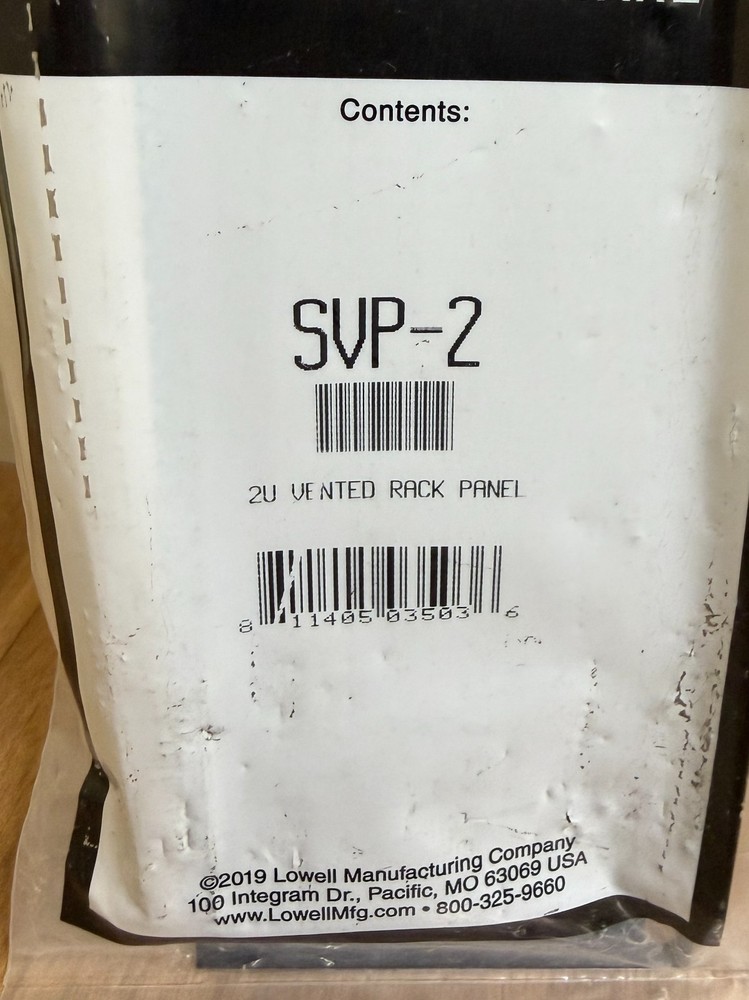 Contents:
SVP-2
2U VENTED RACK PANEL
8 11405 03503 6
©2019 Lowell Manufacturing Company
100 Integram Dr., Pacific, MO 63069 USA
www.LowellMfg.com • 800-325-9660